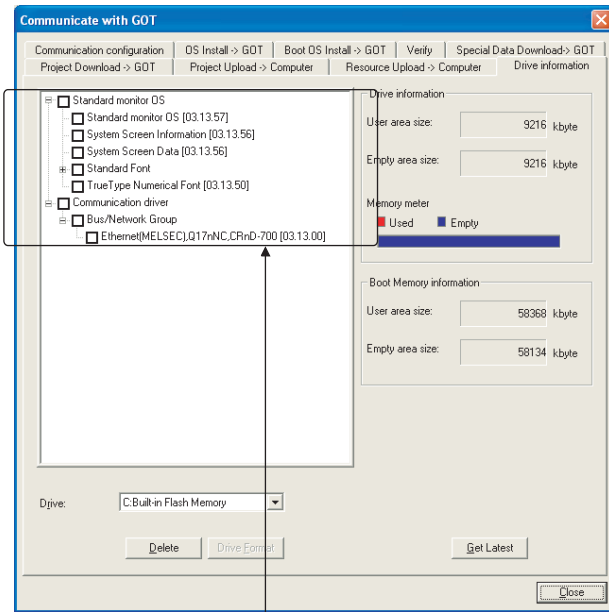 Communicate with GOT
Communication configuration OS Install -> GOT Boot OS Install -> GOT Verify Special Data Download-> GOT
Project Download -> GOT Project Upload -> Computer Resource Upload -> Computer Drive information
Standard monitor OS
Standard monitor OS [03.13.57]
System Screen Information [03.13.56]
System Screen Data [03.13.56]
Standard Font
TrueType Numerical Font [03.13.50]
Communication driver
Bus/Network Group
Ethernet(MELSEC),Q17nNC,CRnD-700 [03.13.00]
Drive information
User area size: 9216 kbyte
Empty area size: 9216 kbyte
Memory meter
Used Empty
Boot Memory information
User area size: 58368 kbyte
Empty area size: 58134 kbyte
Drive: C:Built-in Flash Memory
Delete Drive Format Get Latest
Close